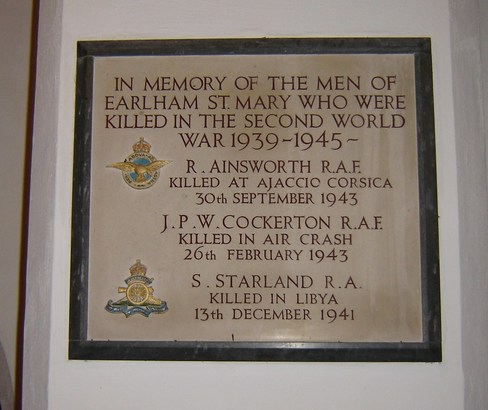 IN MEMORY OF THE MEN OF
EARLHAM ST. MARY WHO WERE
KILLED IN THE SECOND WORLD
WAR 1939~1945~
R. AINSWORTH R.A.F.
KILLED AT AJACCIO CORSICA
30th SEPTEMBER 1943
J.P.W. COCKERTON R.A.F.
KILLED IN AIR CRASH
26th FEBRUARY 1943
S. STARLAND R.A.
KILLED IN LIBYA
13th DECEMBER 1941